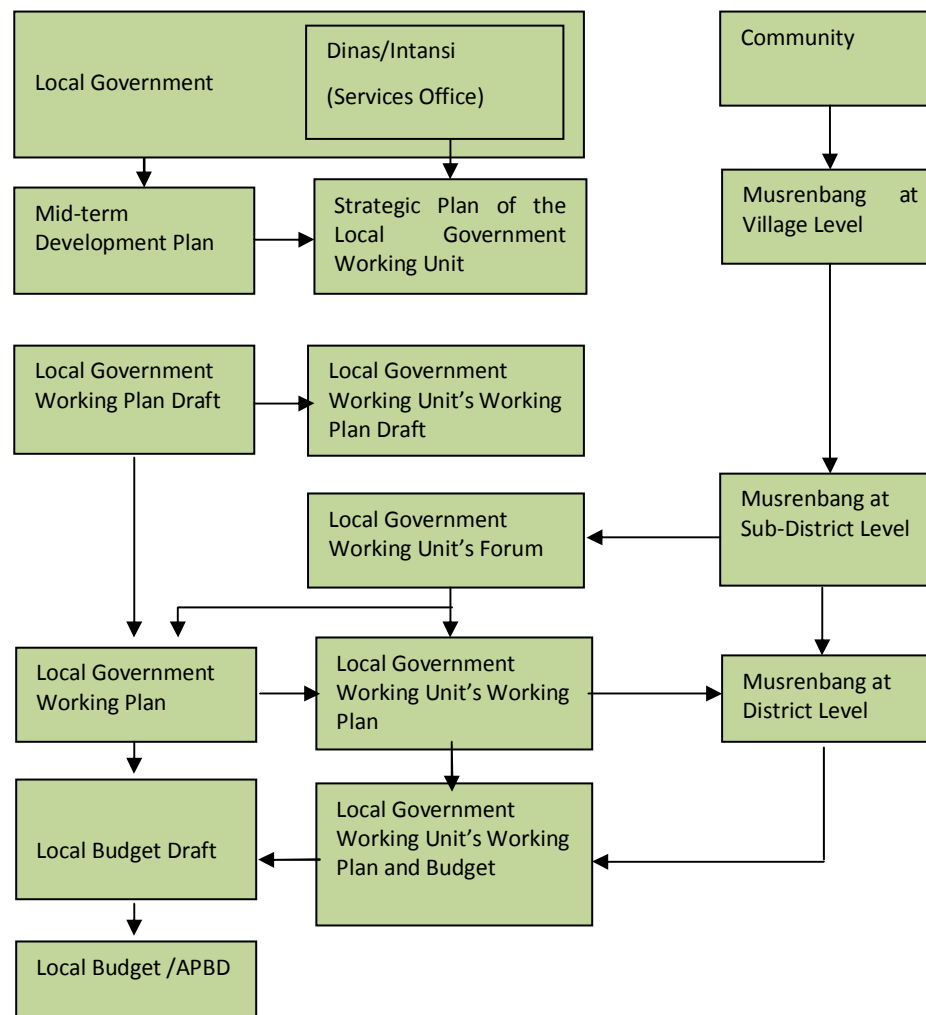 Local Government
Dinas/Intansi
(Services Office)
Community
Mid-term
Development Plan
Strategic Plan of the
Local Government
Working Unit
Musrenbang at
Village Level
Local Government
Working Plan Draft
Local Government
Working Unit’s Working
Plan Draft
Local Government
Working Unit’s Forum
Musrenbang at
Sub-District Level
Local Government
Working Plan
Local Government
Working Unit’s Working
Plan
Musrenbang at
District Level
Local Budget Draft
Local Government
Working Unit’s Working
Plan and Budget
Local Budget /APBD